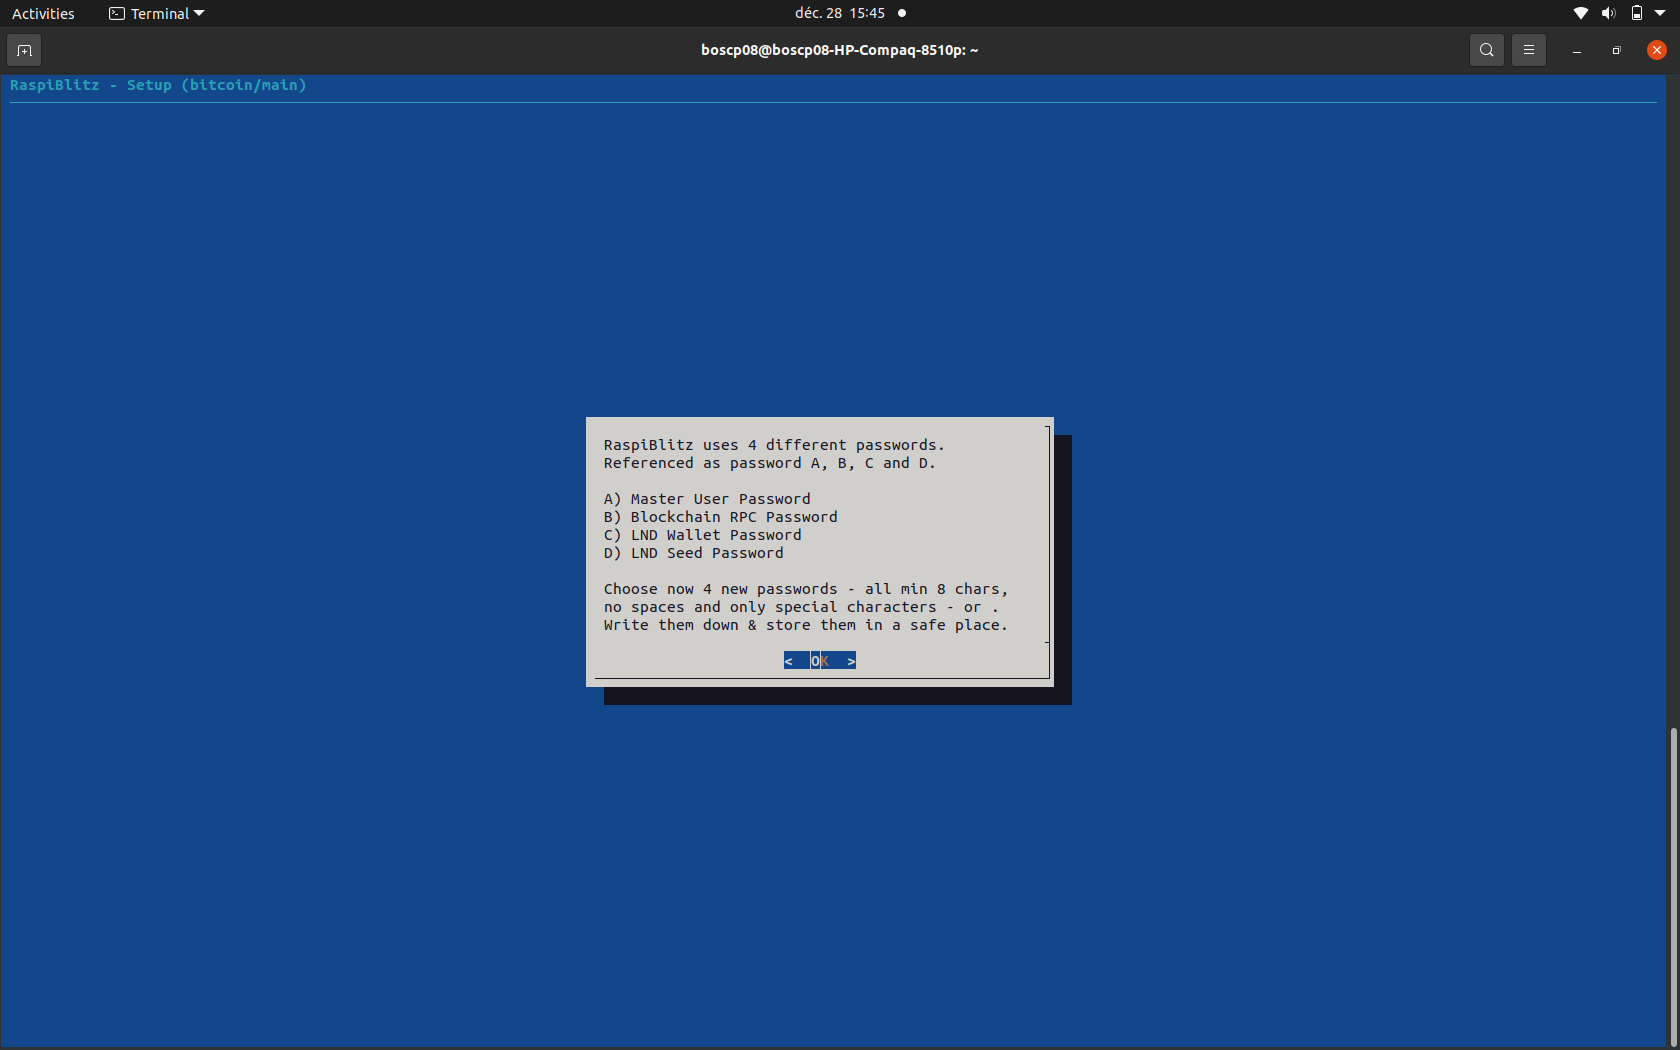 Activities Terminal déc. 28 15:45
boscp08@boscp08-HP-Compaq-8510p: ~
RaspiBlitz - Setup (bitcoin/main)
RaspiBlitz uses 4 different passwords.
Referenced as password A, B, C and D.
A) Master User Password
B) Blockchain RPC Password
C) LND Wallet Password
D) LND Seed Password
Choose now 4 new passwords - all min 8 chars,
no spaces and only special characters - or .
Write them down & store them in a safe place.
< OK >